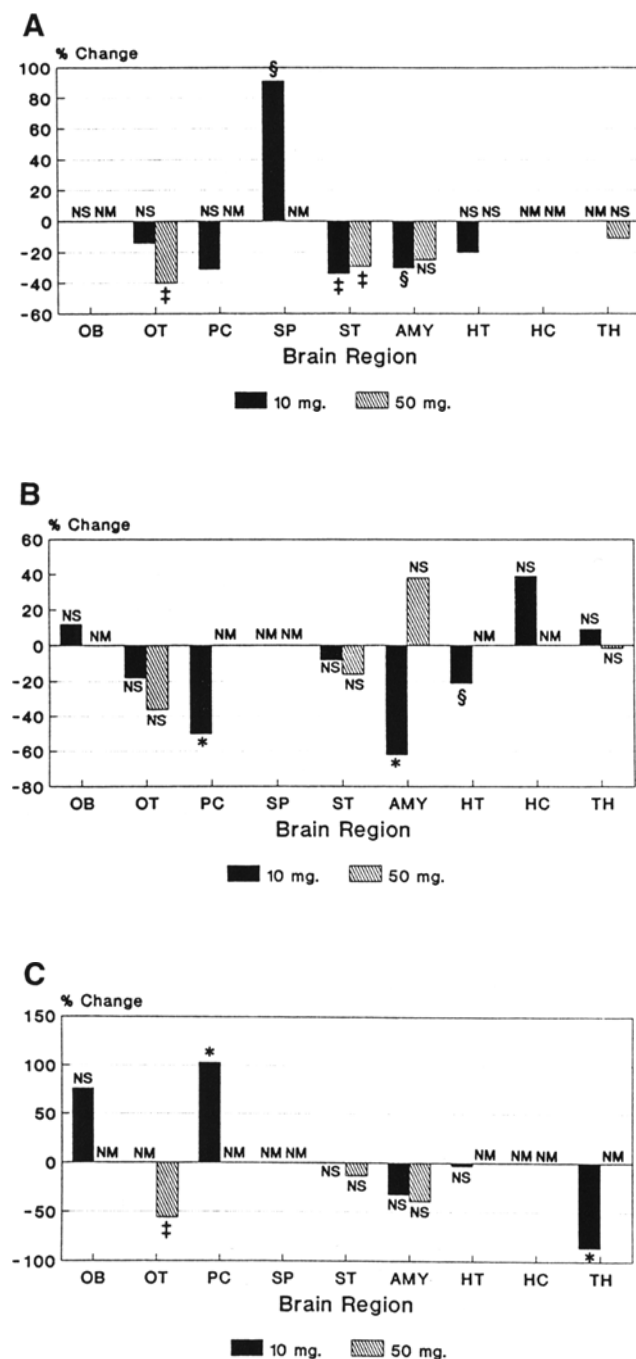 A
% Change
100
80
60
40
20
0
-20
-40
-60
§
NS NM NS NS NM NM NS NS NM NM NM NS
‡ ‡ ‡ § NS
OB OT PC SP ST AMY HT HC TH
Brain Region
10 mg. 50 mg.
B
% Change
60
40
20
0
-20
-40
-60
-80
NS NM NM NM NM NS NM NS NM NS
NS NS * NS NS * § NS
OB OT PC SP ST AMY HT HC TH
Brain Region
10 mg. 50 mg.
C
% Change
150
100
50
0
-50
-100
NS NM NM * NM NM NM NM NM NM NM
‡ NS NS NS NS NS *
OB OT PC SP ST AMY HT HC TH
Brain Region
10 mg. 50 mg.